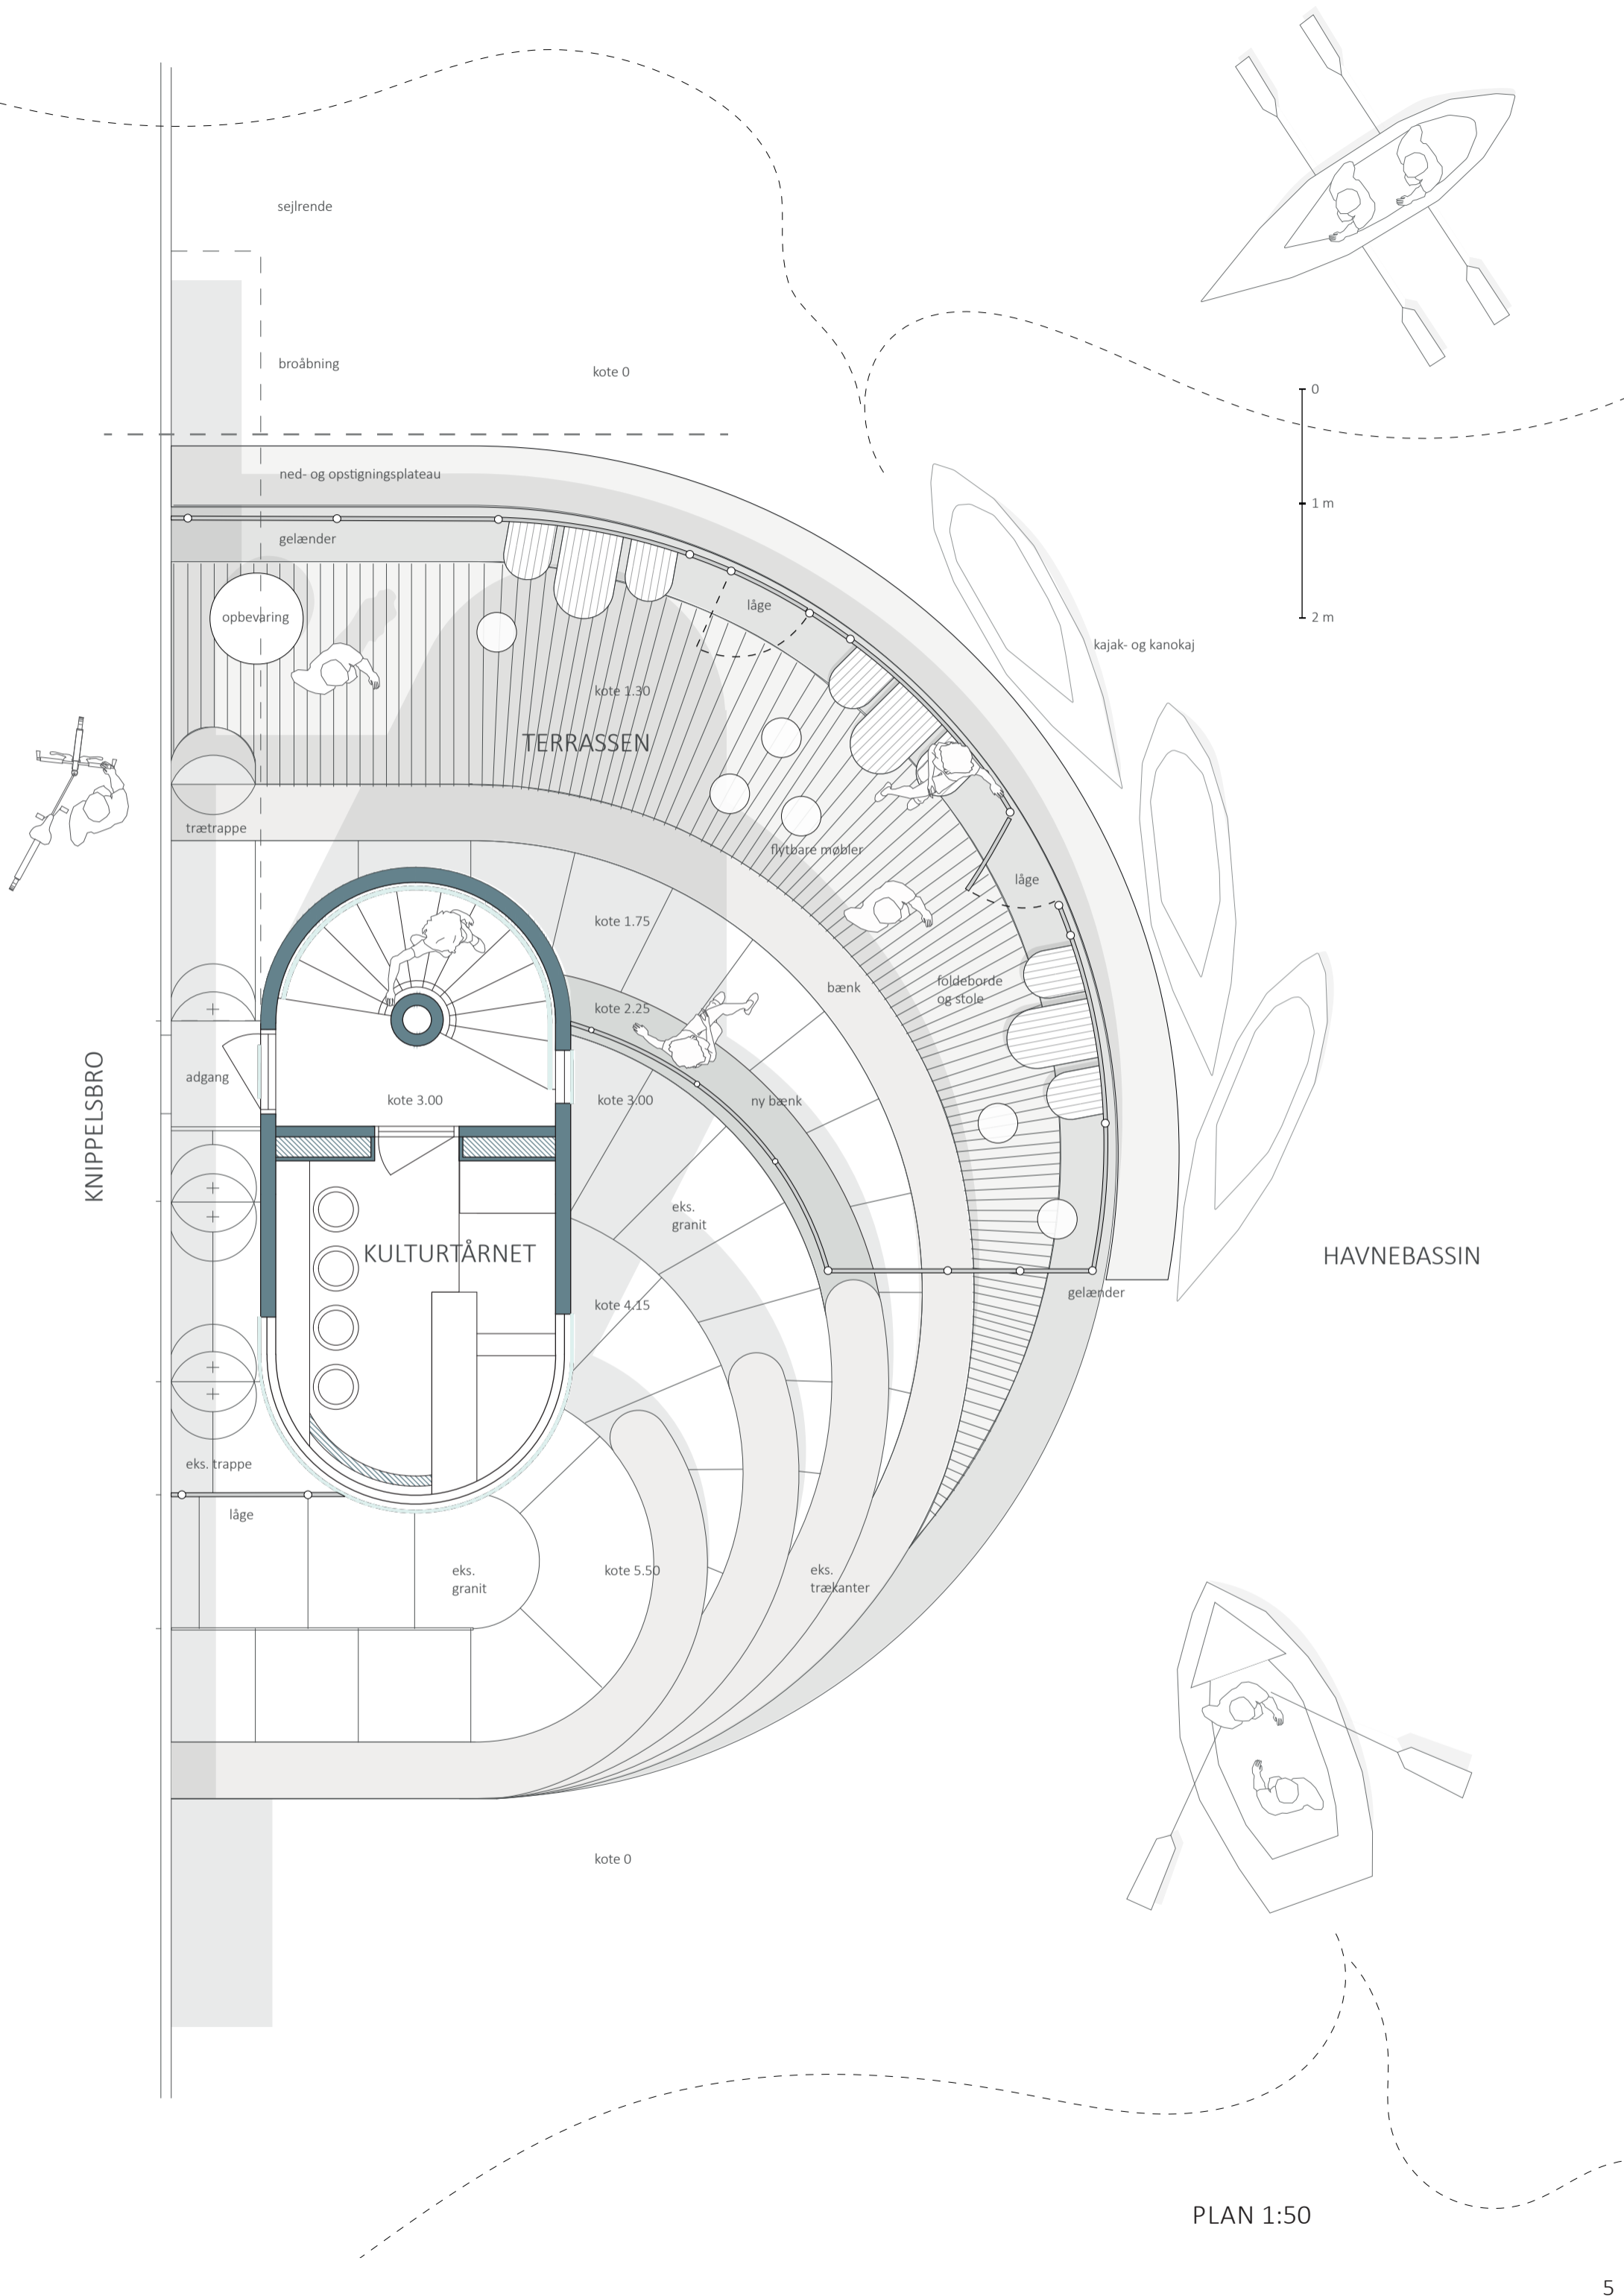 sejlrende
broåbning
kote 0
0
1 m
2 m
ned- og opstigningsplateau
gelænder
låge
opbevaring
kajak- og kanokaj
kote 1.30
TERRASSEN
trætrappe
flytbare møbler
låge
kote 1.75
bænk
foldeborde
og stole
kote 2.25
adgang
kote 3.00
kote 3.00
ny bænk
KNIPPELSBRO
eks.
granit
KULTURTÅRNET
HAVNEBASSIN
gelænder
kote 4.15
eks. trappe
låge
eks.
granit
kote 5.50
eks.
trækanter
kote 0
PLAN 1:50
5